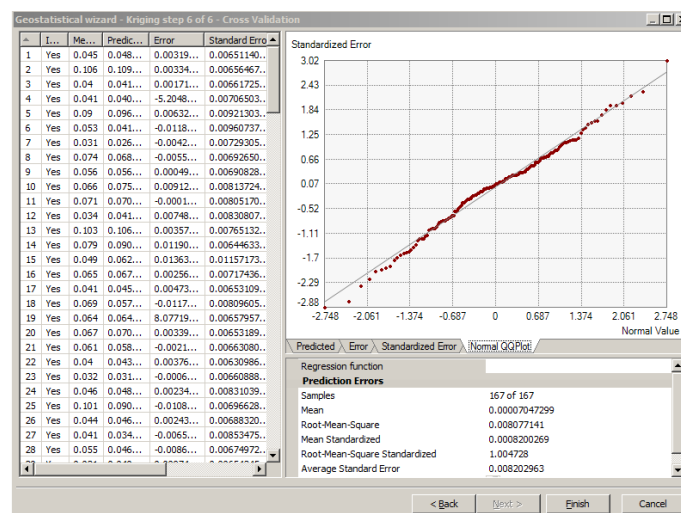 Geostatistical wizard - Kriging step 6 of 6 - Cross Validation
I... Me... Predic... Error Standard Erro
1 Yes 0.045 0.048... 0.00319... 0.00651140...
2 Yes 0.106 0.109... 0.00334... 0.00656467...
3 Yes 0.04 0.041... 0.00171... 0.00661725...
4 Yes 0.041 0.040... -5.2048... 0.00706503...
5 Yes 0.09 0.096... 0.00632... 0.00921303...
6 Yes 0.053 0.041... -0.0118... 0.00960737...
7 Yes 0.031 0.026... -0.0042... 0.00729305...
8 Yes 0.074 0.068... -0.0055... 0.00692650...
9 Yes 0.056 0.056... 0.00049... 0.00690828...
10 Yes 0.066 0.075... 0.00912... 0.00813724...
11 Yes 0.071 0.070... -0.0001... 0.00805170...
12 Yes 0.034 0.041... 0.00748... 0.00830807...
13 Yes 0.103 0.106... 0.00357... 0.00765132...
14 Yes 0.079 0.090... 0.01190... 0.00644633...
15 Yes 0.049 0.062... 0.01363... 0.01157173...
16 Yes 0.065 0.067... 0.00256... 0.00717436...
17 Yes 0.041 0.045... 0.00473... 0.00653109...
18 Yes 0.069 0.057... -0.0117... 0.00809605...
19 Yes 0.064 0.064... 8.07719... 0.00657957...
20 Yes 0.067 0.070... 0.00339... 0.00653189...
21 Yes 0.061 0.058... -0.0021... 0.00663080...
22 Yes 0.04 0.043... 0.00376... 0.00630986...
23 Yes 0.032 0.031... -0.0006... 0.00660888...
24 Yes 0.046 0.048... 0.00234... 0.00831039...
25 Yes 0.101 0.090... -0.0108... 0.00696628...
26 Yes 0.044 0.046... 0.00243... 0.00688320...
27 Yes 0.041 0.034... -0.0065... 0.00853475...
28 Yes 0.055 0.046... -0.0086... 0.00674972...
Standardized Error
3.02
2.43
1.84
1.25
0.66
0.07
-0.52
-1.11
-1.7
-2.29
-2.88
-2.748 -2.061 -1.374 -0.687 0 0.687 1.374 2.061 2.748
Normal Value
Predicted Error Standardized Error Normal QQPlot
Regression function
Prediction Errors
Samples 167 of 167
Mean 0.00007047299
Root-Mean-Square 0.008077141
Mean Standardized 0.0008200269
Root-Mean-Square Standardized 1.004728
Average Standard Error 0.008202963
< Back Next > Finish Cancel